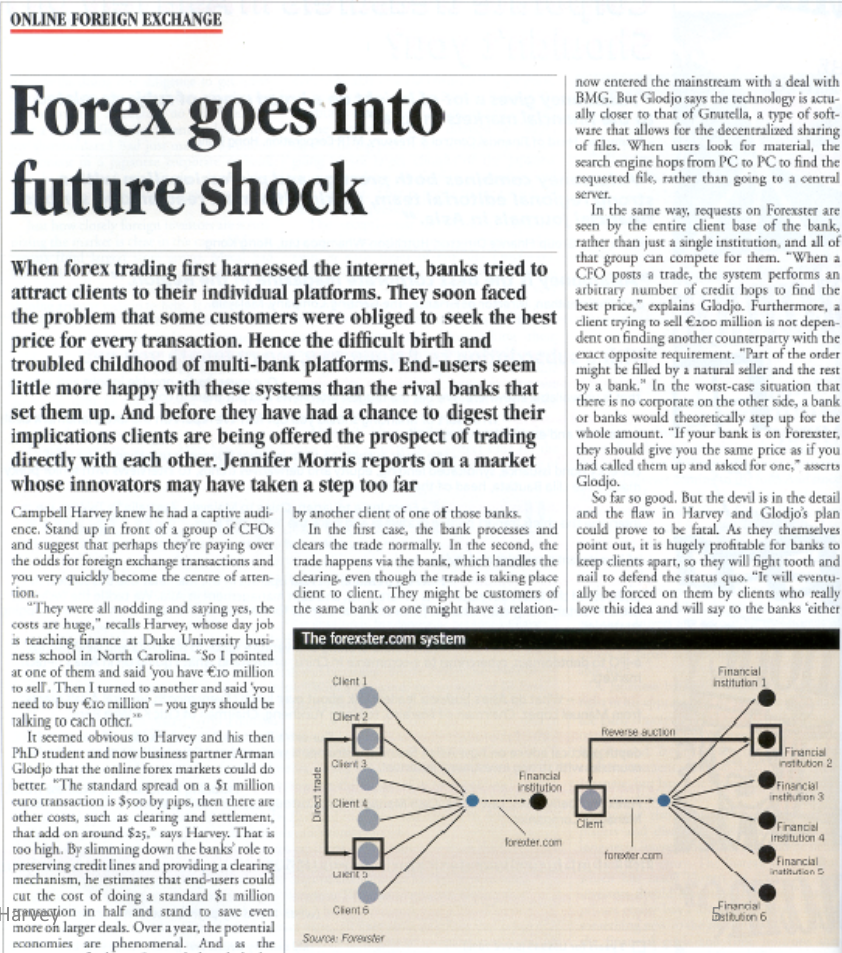 ONLINE FOREIGN EXCHANGE
Forex goes into
future shock
When forex trading first harnessed the internet, banks tried to
attract clients to their individual platforms. They soon faced
the problem that some customers were obliged to seek the best
price for every transaction. Hence the difficult birth and
troubled childhood of multi-bank platforms. End-users seem
little more happy with these systems than the rival banks that
set them up. And before they have had a chance to digest their
implications clients are being offered the prospect of trading
directly with each other. Jennifer Morris reports on a market
whose innovators may have taken a step too far
Campbell Harvey knew he had a captive audi-
ence. Stand up in front of a group of CFOs
and suggest that perhaps they're paying over
the odds for foreign exchange transactions and
you very quickly become the centre of atten-
tion.
"They were all nodding and saying yes, the
costs are huge," recalls Harvey, whose day job
is teaching finance at Duke University busi-
ness school in North Carolina. "So I pointed
at one of them and said 'you have €10 million
to sell'. Then I turned to another and said 'you
need to buy €10 million' – you guys should be
talking to each other.'"
It seemed obvious to Harvey and his then
PhD student and now business partner Arman
Glodjo that the online forex markets could do
better. "The standard spread on a $1 million
euro transaction is $500 by pips, then there are
other costs, such as clearing and settlement,
that add on around $25," says Harvey. That is
too high. By slimming down the banks' role to
preserving credit lines and providing a clearing
mechanism, he estimates that end-users could
cut the cost of doing a standard $1 million
transaction in half and stand to save even
Harvey
more on larger deals. Over a year, the potential
economies are phenomenal. And as the
by another client of one of those banks.
In the first case, the bank processes and
clears the trade normally. In the second, the
trade happens via the bank, which handles the
clearing, even though the trade is taking place
client to client. They might be customers of
the same bank or one might have a relation-
now entered the mainstream with a deal with
BMG. But Glodjo says the technology is actu-
ally closer to that of Gnutella, a type of soft-
ware that allows for the decentralized sharing
of files. When users look for material, the
search engine hops from PC to PC to find the
requested file, rather than going to a central
server.
In the same way, requests on Forexster are
seen by the entire client base of the bank,
rather than just a single institution, and all of
that group can compete for them. "When a
CFO posts a trade, the system performs an
arbitrary number of credit hops to find the
best price," explains Glodjo. Furthermore, a
client trying to sell €200 million is not depen-
dent on finding another counterparty with the
exact opposite requirement. "Part of the order
might be filled by a natural seller and the rest
by a bank." In the worst-case situation that
there is no corporate on the other side, a bank
or banks would theoretically step up for the
whole amount. "If your bank is on Forexster,
they should give you the same price as if you
had called them up and asked for one," asserts
Glodjo.
So far so good. But the devil is in the detail
and the flaw in Harvey and Glodjo's plan
could prove to be fatal. As they themselves
point out, it is hugely profitable for banks to
keep clients apart, so they will fight tooth and
nail to defend the status quo. "It will eventu-
ally be forced on them by clients who really
love this idea and will say to the banks 'either
The forexster.com system
Client 1
Client 2
Client 3
Client 4
Client 5
Client 6
Direct trade
Financial
institution
forexter.com
Reverse auction
Client
forexter.com
Financial
institution 1
Financial
institution 2
Financial
institution 3
Financial
institution 4
Financial
institution 5
Financial
institution 6
Source: Forexster